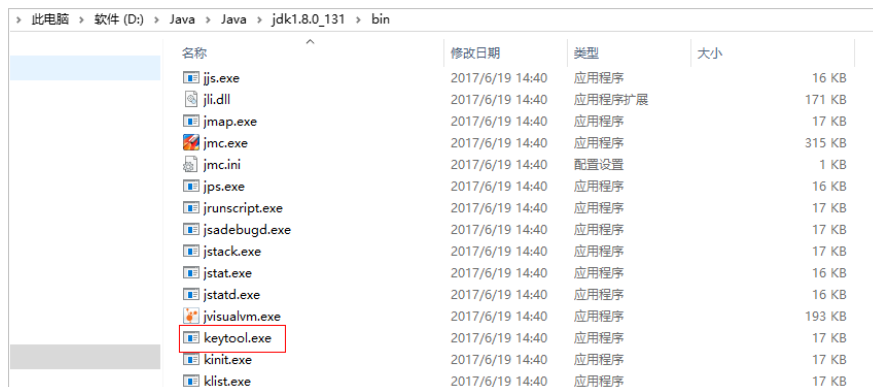 › 此电脑 › 软件 (D:) › Java › Java › jdk1.8.0_131 › bin
名称 修改日期 类型 大小
jjs.exe 2017/6/19 14:40 应用程序 16 KB
jli.dll 2017/6/19 14:40 应用程序扩展 171 KB
jmap.exe 2017/6/19 14:40 应用程序 17 KB
jmc.exe 2017/6/19 14:40 应用程序 315 KB
jmc.ini 2017/6/19 14:40 配置设置 1 KB
jps.exe 2017/6/19 14:40 应用程序 16 KB
jrunscript.exe 2017/6/19 14:40 应用程序 17 KB
jsadebugd.exe 2017/6/19 14:40 应用程序 17 KB
jstack.exe 2017/6/19 14:40 应用程序 17 KB
jstat.exe 2017/6/19 14:40 应用程序 16 KB
jstatd.exe 2017/6/19 14:40 应用程序 16 KB
jvisualvm.exe 2017/6/19 14:40 应用程序 193 KB
keytool.exe 2017/6/19 14:40 应用程序 17 KB
kinit.exe 2017/6/19 14:40 应用程序 17 KB
klist.exe 2017/6/19 14:40 应用程序 17 KB